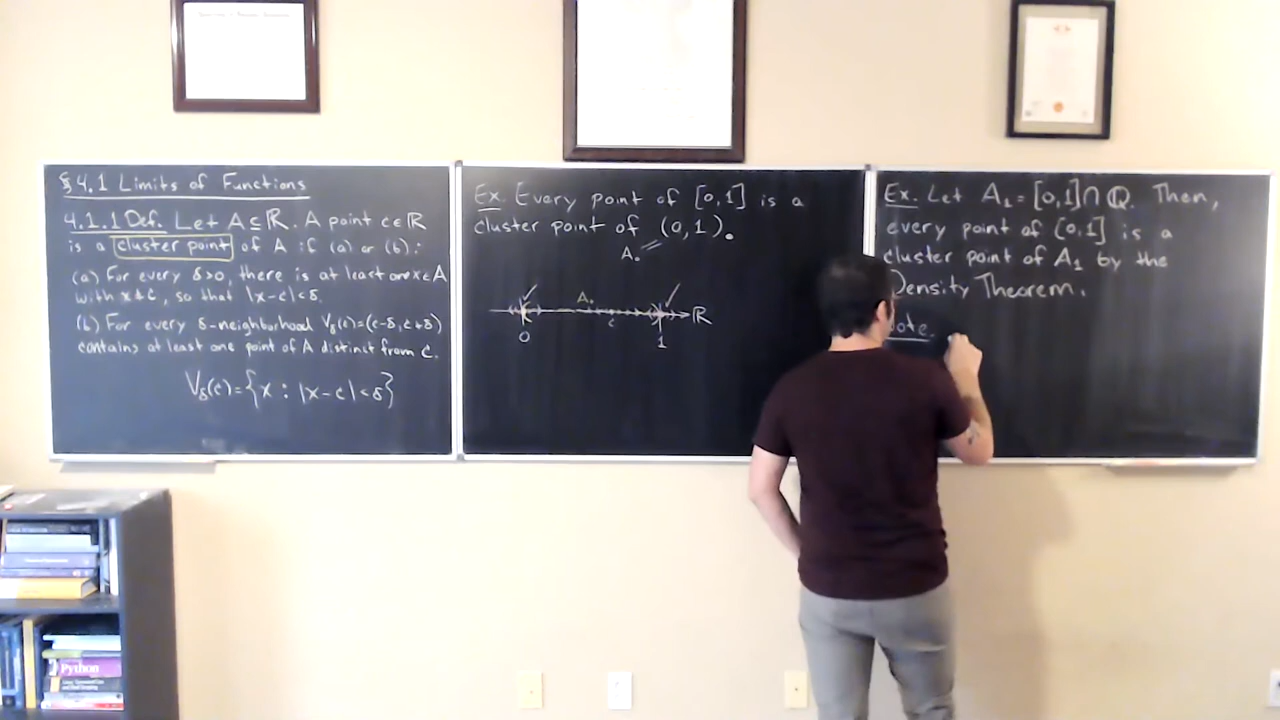 §4.1 Limits of Functions
4.1.1 Def. Let A⊆ℝ. A point c∈ℝ
is a cluster point of A if (a) or (b):
(a) For every δ>0, there is at least one x∈A
with x≠c, so that |x-c|<δ.
(b) For every δ-neighborhood V_δ(c)=(c-δ,c+δ)
contains at least one point of A distinct from c.
V_δ(c)={x : |x-c|<δ}
Ex. Every point of [0,1] is a
cluster point of (0,1).
A₀
A₀
c
ℝ
0
1
Ex. Let A₁=[0,1]∩ℚ. Then,
every point of [0,1] is a
cluster point of A₁ by the
Density Theorem.
Note.
Python